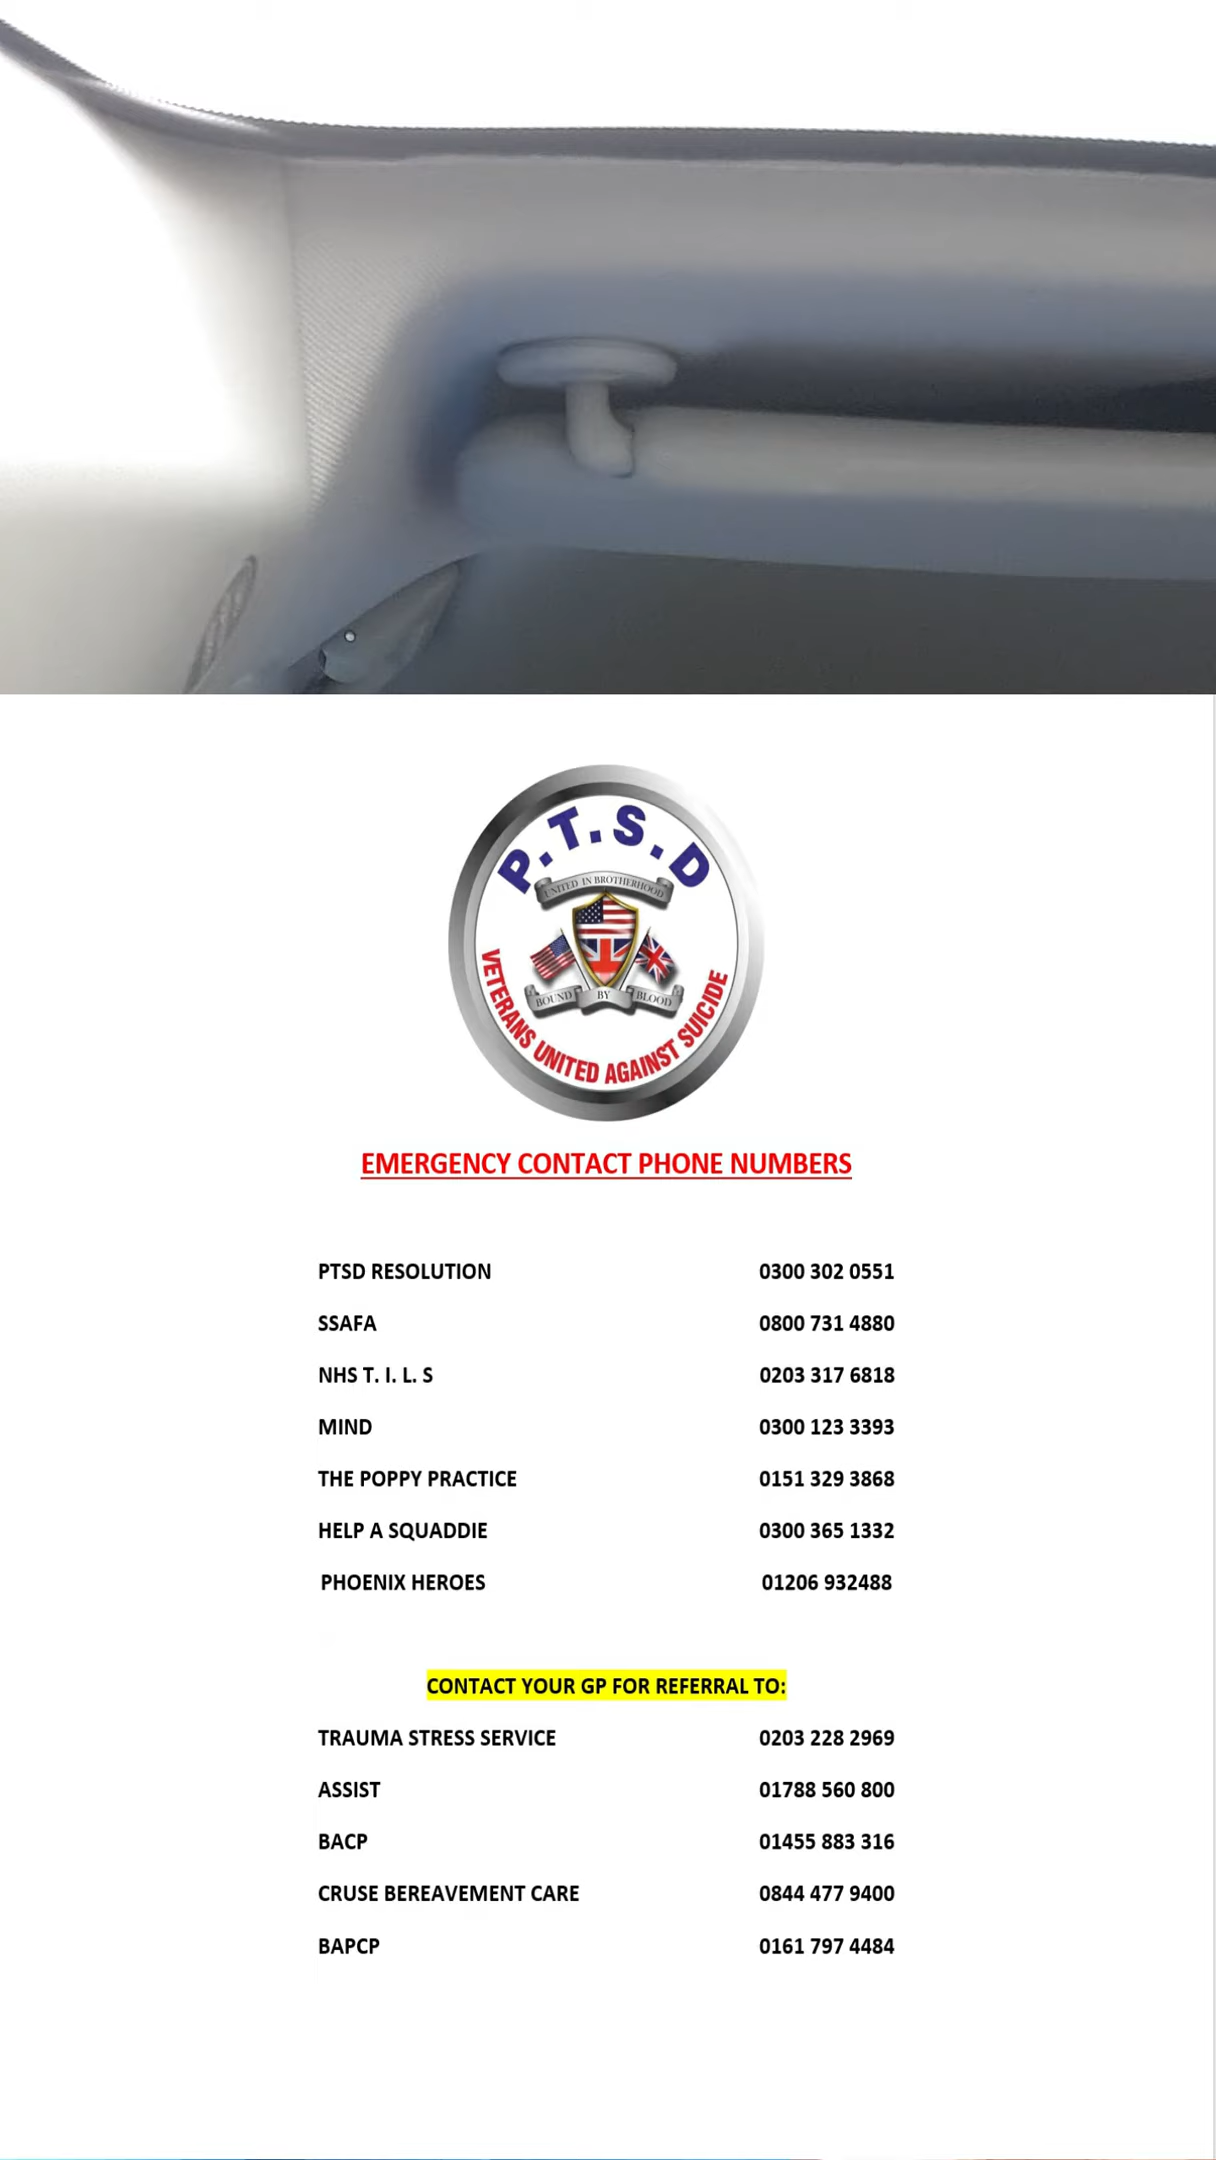 P.T.S.D
UNITED IN BROTHERHOOD
BOUND BY BLOOD
VETERANS UNITED AGAINST SUICIDE
EMERGENCY CONTACT PHONE NUMBERS
PTSD RESOLUTION 0300 302 0551
SSAFA 0800 731 4880
NHS T. I. L. S 0203 317 6818
MIND 0300 123 3393
THE POPPY PRACTICE 0151 329 3868
HELP A SQUADDIE 0300 365 1332
PHOENIX HEROES 01206 932488
CONTACT YOUR GP FOR REFERRAL TO:
TRAUMA STRESS SERVICE 0203 228 2969
ASSIST 01788 560 800
BACP 01455 883 316
CRUSE BEREAVEMENT CARE 0844 477 9400
BAPCP 0161 797 4484